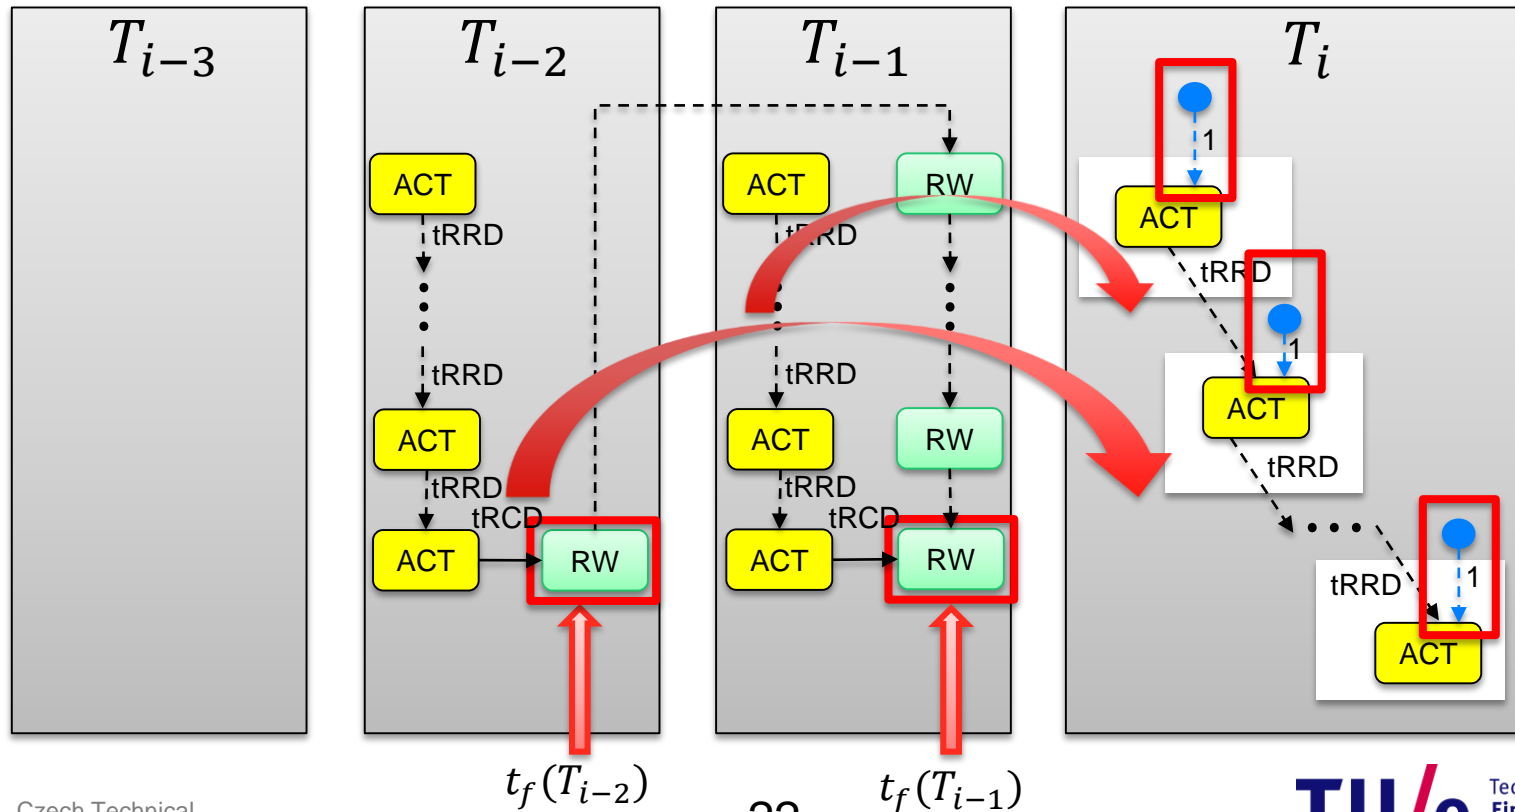 T_{i-3}
T_{i-2}
T_{i-1}
T_i
1
ACT
ACT
RW
ACT
tRRD
tRRD
tRRD
1
tRRD
tRRD
ACT
ACT
ACT
RW
tRRD
tRRD
tRRD
tRCD
tRCD
ACT
RW
ACT
RW
tRRD
1
ACT
t_f(T_{i-2})
t_f(T_{i-1})
Czech Technical
TU/e